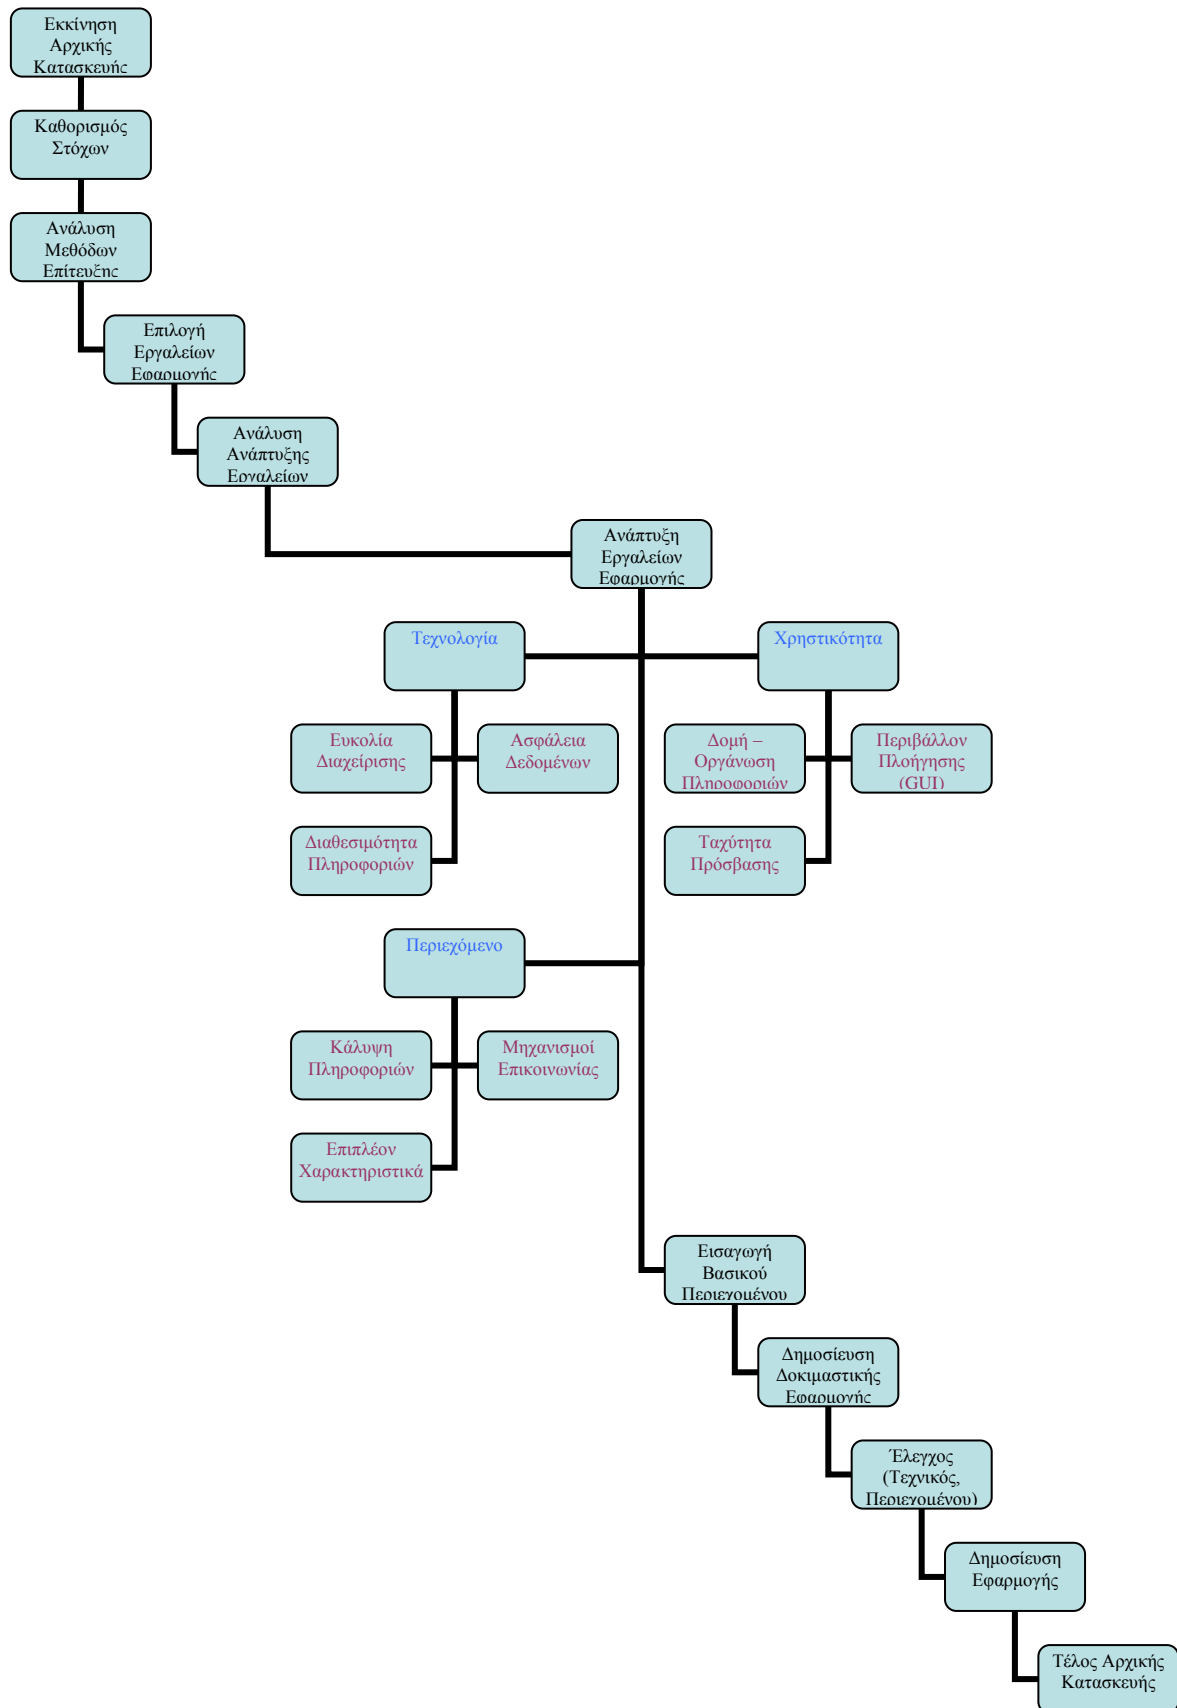 Εκκίνηση
Αρχικής
Κατασκευής
Καθορισμός
Στόχων
Ανάλυση
Μεθόδων
Επίτευξης
Επιλογή
Εργαλείων
Εφαρμογής
Ανάλυση
Ανάπτυξης
Εργαλείων
Ανάπτυξη
Εργαλείων
Εφαρμογής
Τεχνολογία
Χρηστικότητα
Ευκολία
Διαχείρισης
Ασφάλεια
Δεδομένων
Δομή –
Οργάνωση
Πληροφοριών
Περιβάλλον
Πλοήγησης
(GUI)
Διαθεσιμότητα
Πληροφοριών
Ταχύτητα
Πρόσβασης
Περιεχόμενο
Κάλυψη
Πληροφοριών
Μηχανισμοί
Επικοινωνίας
Επιπλέον
Χαρακτηριστικά
Εισαγωγή
Βασικού
Περιεχομένου
Δημοσίευση
Δοκιμαστικής
Εφαρμογής
Έλεγχος
(Τεχνικός,
Περιεχομένου)
Δημοσίευση
Εφαρμογής
Τέλος Αρχικής
Κατασκευής